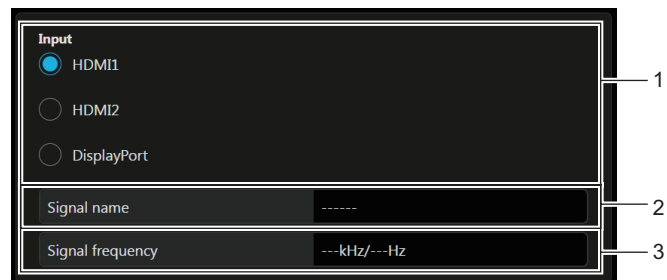 Input
HDMI1
1
HDMI2
DisplayPort
Signal name ------ 2
Signal frequency ---kHz/---Hz 3